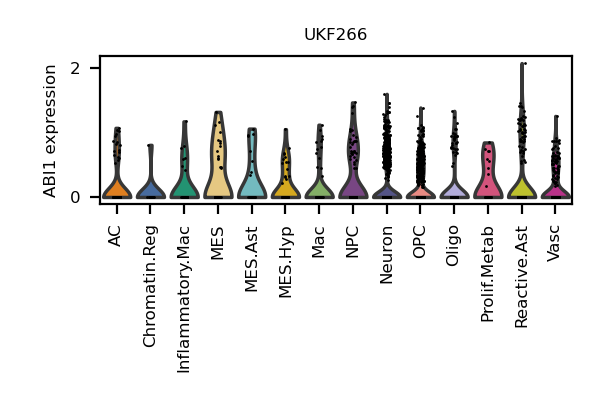 UKF266
ABI1 expression
2
0
AC
Chromatin.Reg
Inflammatory.Mac
MES
MES.Ast
MES.Hyp
Mac
NPC
Neuron
OPC
Oligo
Prolif.Metab
Reactive.Ast
Vasc